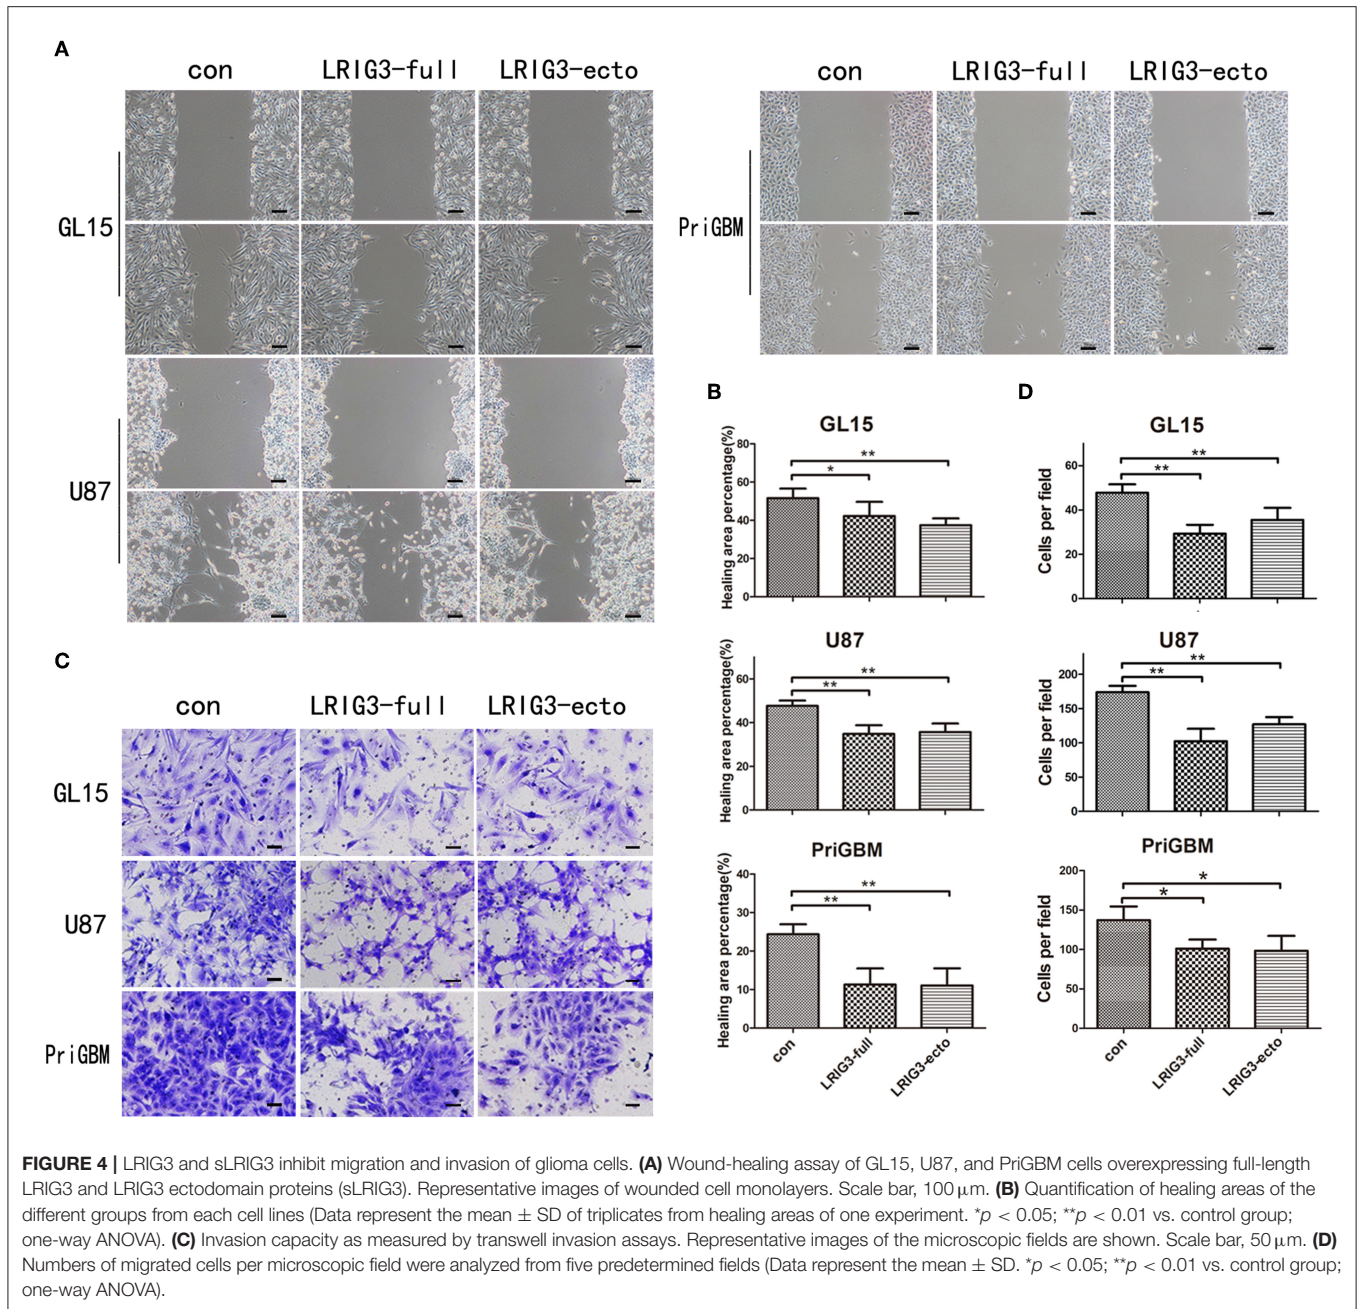 A
con LRIG3-full LRIG3-ecto
GL15
U87
con LRIG3-full LRIG3-ecto
PriGBM
B
GL15
Healing area percentage(%)
80
60
40
20
0
*
**
U87
Healing area percentage(%)
60
40
20
0
**
**
PriGBM
Healing area percentage(%)
40
30
20
10
0
**
**
con
LRIG3-full
LRIG3-ecto
D
GL15
Cells per field
60
40
20
0
**
**
U87
Cells per field
200
150
100
50
0
**
**
PriGBM
Cells per field
200
150
100
50
0
*
*
con
LRIG3-full
LRIG3-ecto
C
con LRIG3-full LRIG3-ecto
GL15
U87
PriGBM
FIGURE 4 | LRIG3 and sLRIG3 inhibit migration and invasion of glioma cells. (A) Wound-healing assay of GL15, U87, and PriGBM cells overexpressing full-length
LRIG3 and LRIG3 ectodomain proteins (sLRIG3). Representative images of wounded cell monolayers. Scale bar, 100 μm. (B) Quantification of healing areas of the
different groups from each cell lines (Data represent the mean ± SD of triplicates from healing areas of one experiment. *p < 0.05; **p < 0.01 vs. control group;
one-way ANOVA). (C) Invasion capacity as measured by transwell invasion assays. Representative images of the microscopic fields are shown. Scale bar, 50 μm. (D)
Numbers of migrated cells per microscopic field were analyzed from five predetermined fields (Data represent the mean ± SD. *p < 0.05; **p < 0.01 vs. control group;
one-way ANOVA).